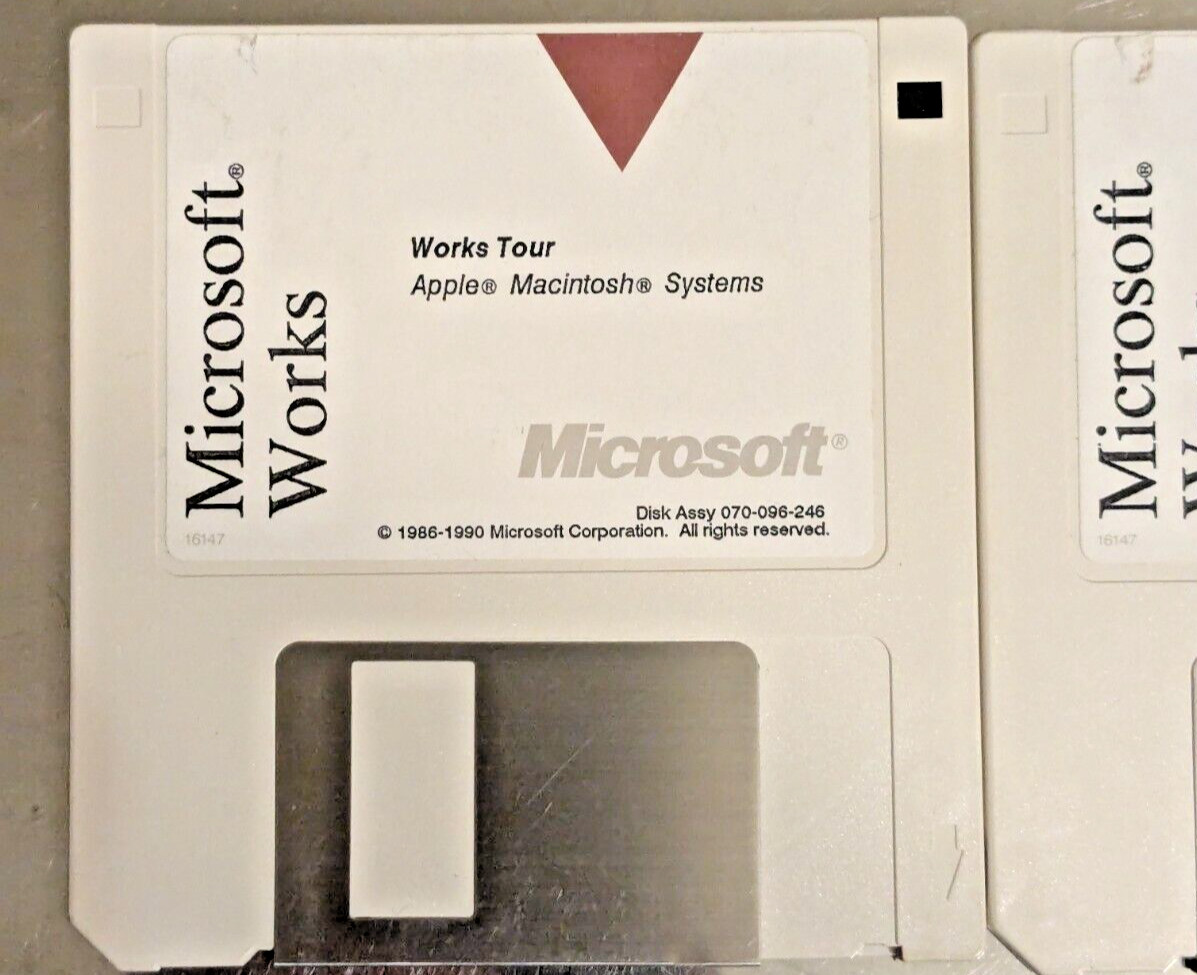 Microsoft®
Works
Works Tour
Apple® Macintosh® Systems
Microsoft®
Disk Assy 070-096-246
© 1986-1990 Microsoft Corporation. All rights reserved.
16147
Microsoft®
16147